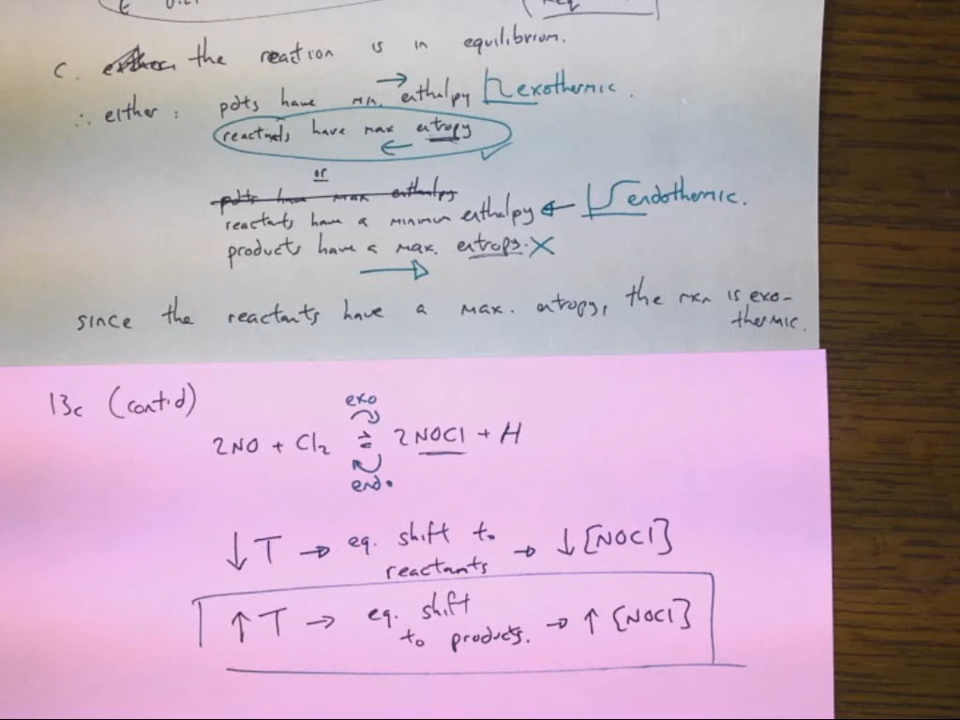 c. the reaction is in equilibrium.
∴ either : pdts have min. → enthalpy exothermic.
reactants have max entropy ← ✓
or
pdts have max enthalpy
reactants have a minimum enthalpy ← endothermic.
products have a max. entropy. X
→
since the reactants have a max. entropy, the rxn is exo-
thermic.
13c (cont'd)
exo
2NO + Cl₂ ⇌ 2NOCl + H
endo
↓T → eq. shift to → ↓[NOCl]
reactants
↑T → eq. shift → ↑[NOCl]
to products.